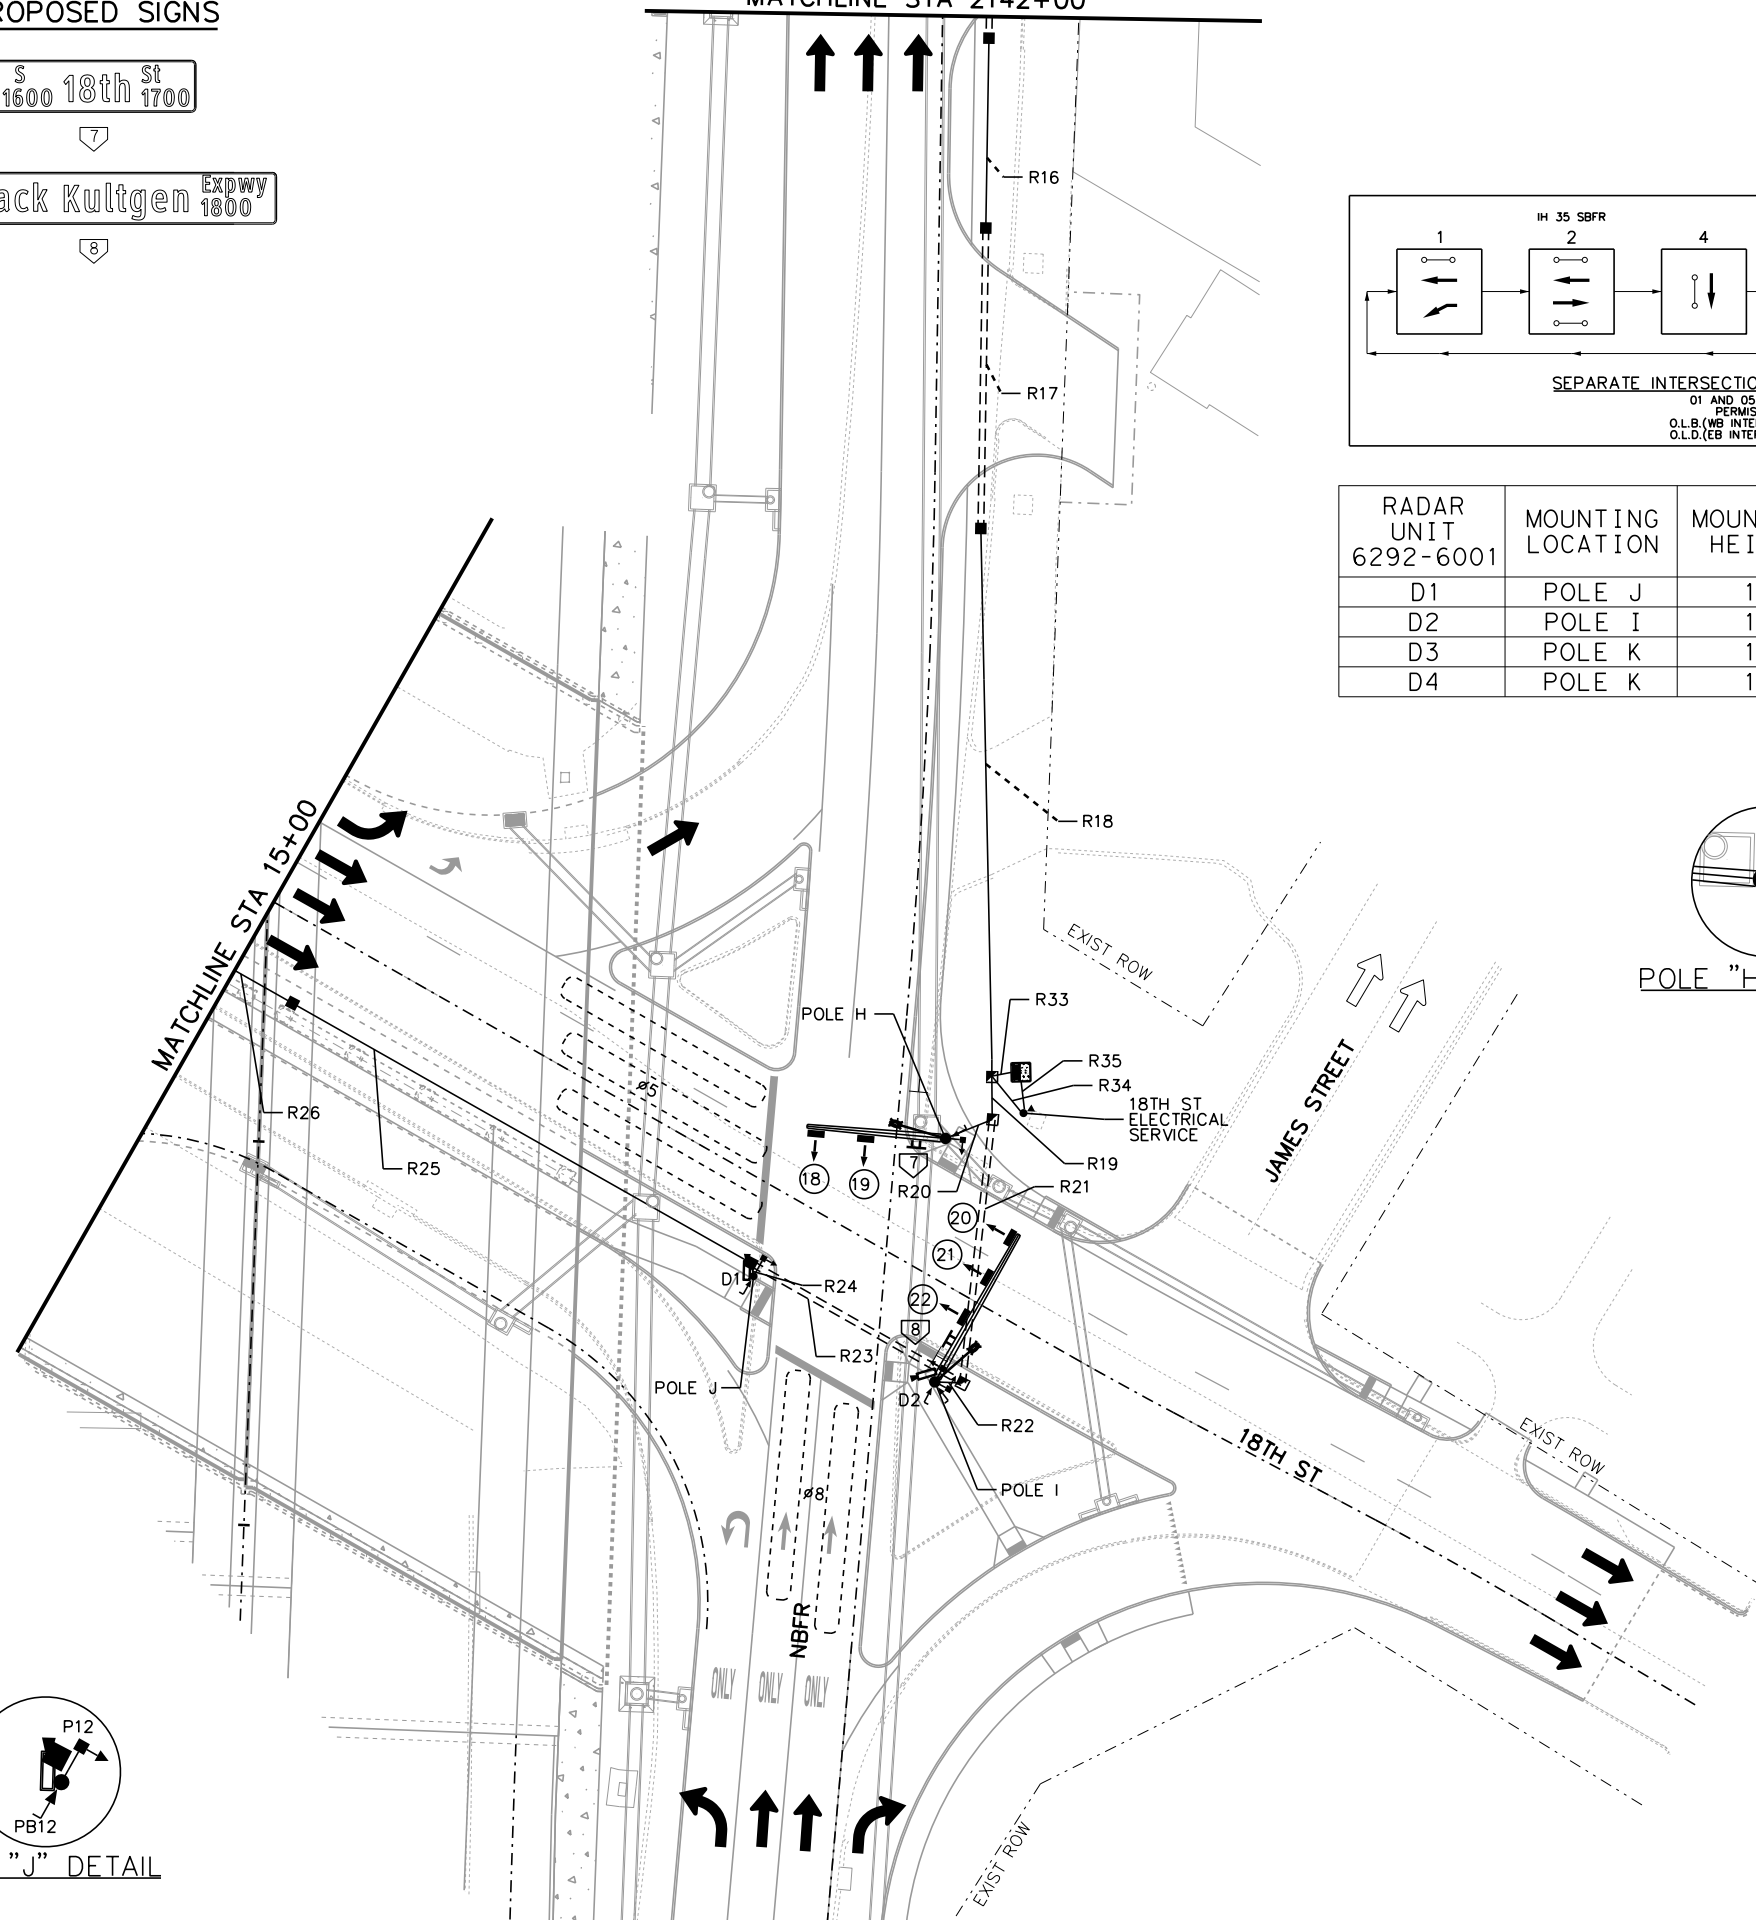 ROPOSED SIGNS
S 1600 18th St 1700
7
ack Kultgen Expwy 1800
8
MATCHLINE STA 2142+00
R16
R17
R18
IH 35 SBFR
1
2
4
SEPARATE INTERSECTIO
01 AND 05
PERMIS
O.L.B.(WB INTE
O.L.D.(EB INTE
RADAR UNIT 6292-6001
MOUNTING LOCATION
MOUN
HEI
D1 POLE J 1
D2 POLE I 1
D3 POLE K 1
D4 POLE K 1
POLE "H
MATCHLINE STA 15+00
EXIST ROW
POLE H
R33
R35
R34
18TH ST
ELECTRICAL
SERVICE
R19
R20
R21
JAMES STREET
ø5
R26
R25
18
19
7
20
21
22
8
D1
R24
R23
POLE J
D2
R22
POLE I
18TH ST
EXIST ROW
ø8
NBFR
ONLY
ONLY
ONLY
EXIST ROW
P12
PB12
"J" DETAIL